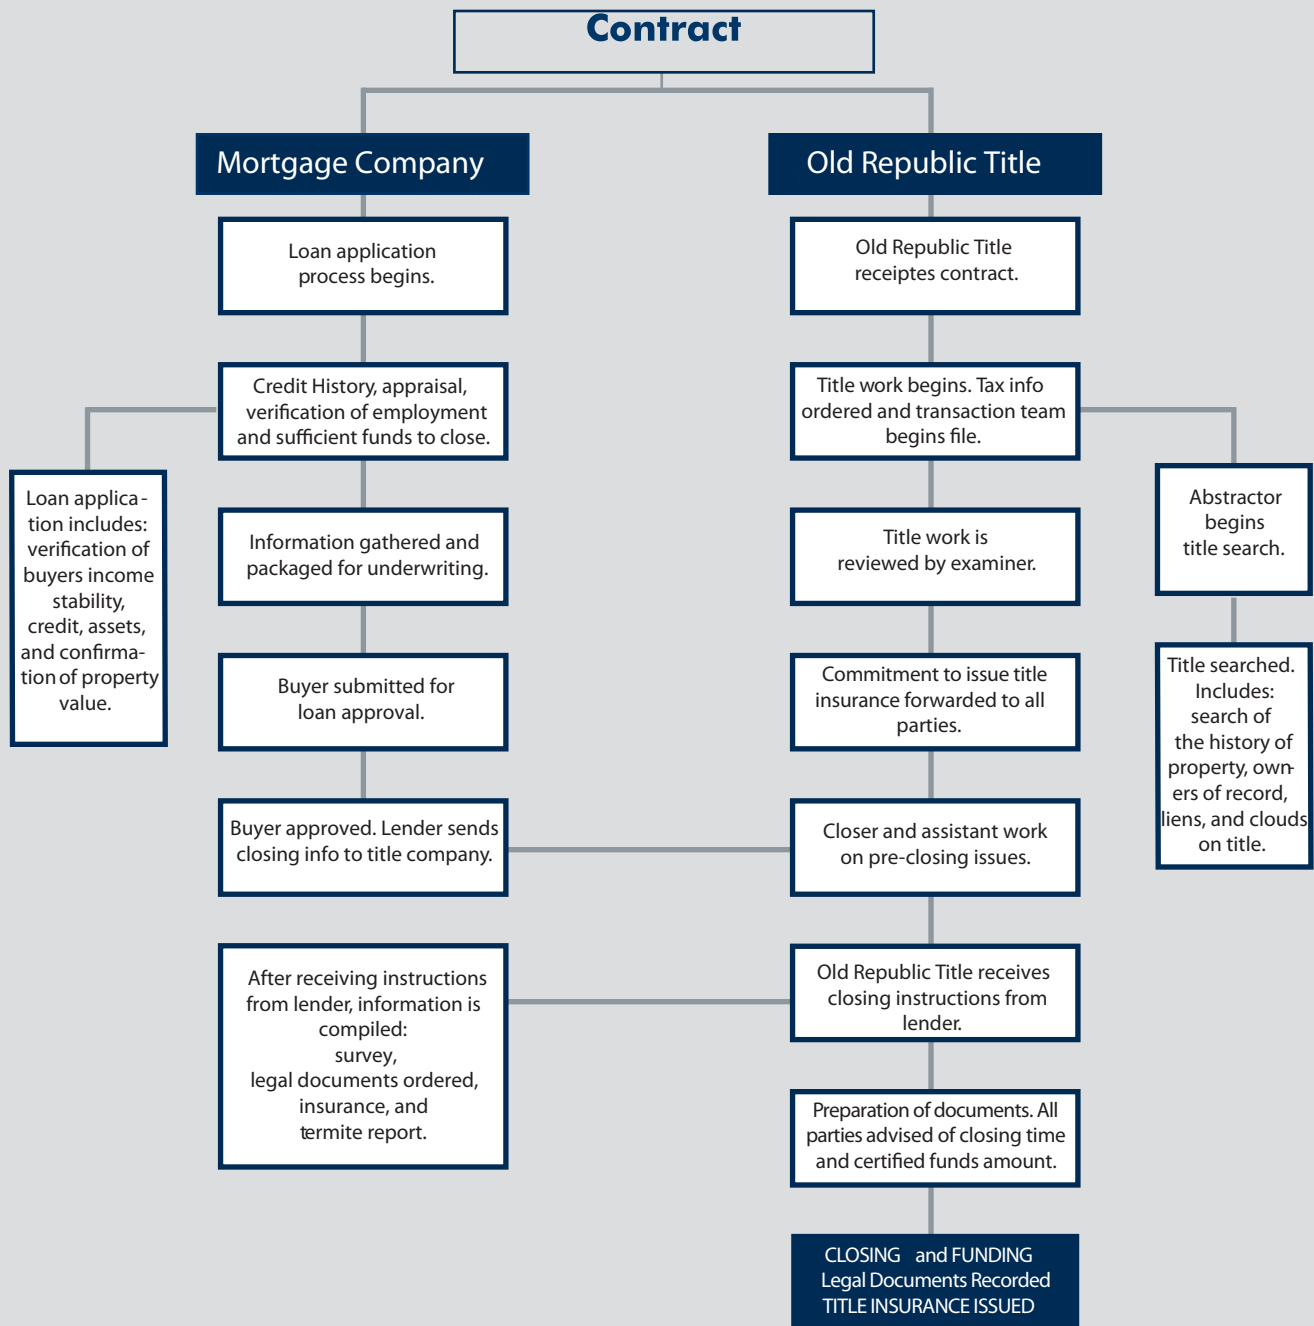 Contract
Mortgage Company
Loan application
process begins.
Credit History, appraisal,
verification of employment
and sufficient funds to close.
Loan applica-
tion includes:
verification of
buyers income
stability,
credit, assets,
and confirma-
tion of property
value.
Information gathered and
packaged for underwriting.
Buyer submitted for
loan approval.
Buyer approved. Lender sends
closing info to title company.
After receiving instructions
from lender, information is
compiled:
survey,
legal documents ordered,
insurance, and
termite report.
Old Republic Title
Old Republic Title
receiptes contract.
Title work begins. Tax info
ordered and transaction team
begins file.
Abstractor
begins
title search.
Title searched.
Includes:
search of
the history of
property, own-
ers of record,
liens, and clouds
on title.
Title work is
reviewed by examiner.
Commitment to issue title
insurance forwarded to all
parties.
Closer and assistant work
on pre-closing issues.
Old Republic Title receives
closing instructions from
lender.
Preparation of documents. All
parties advised of closing time
and certified funds amount.
CLOSING and FUNDING
Legal Documents Recorded
TITLE INSURANCE ISSUED